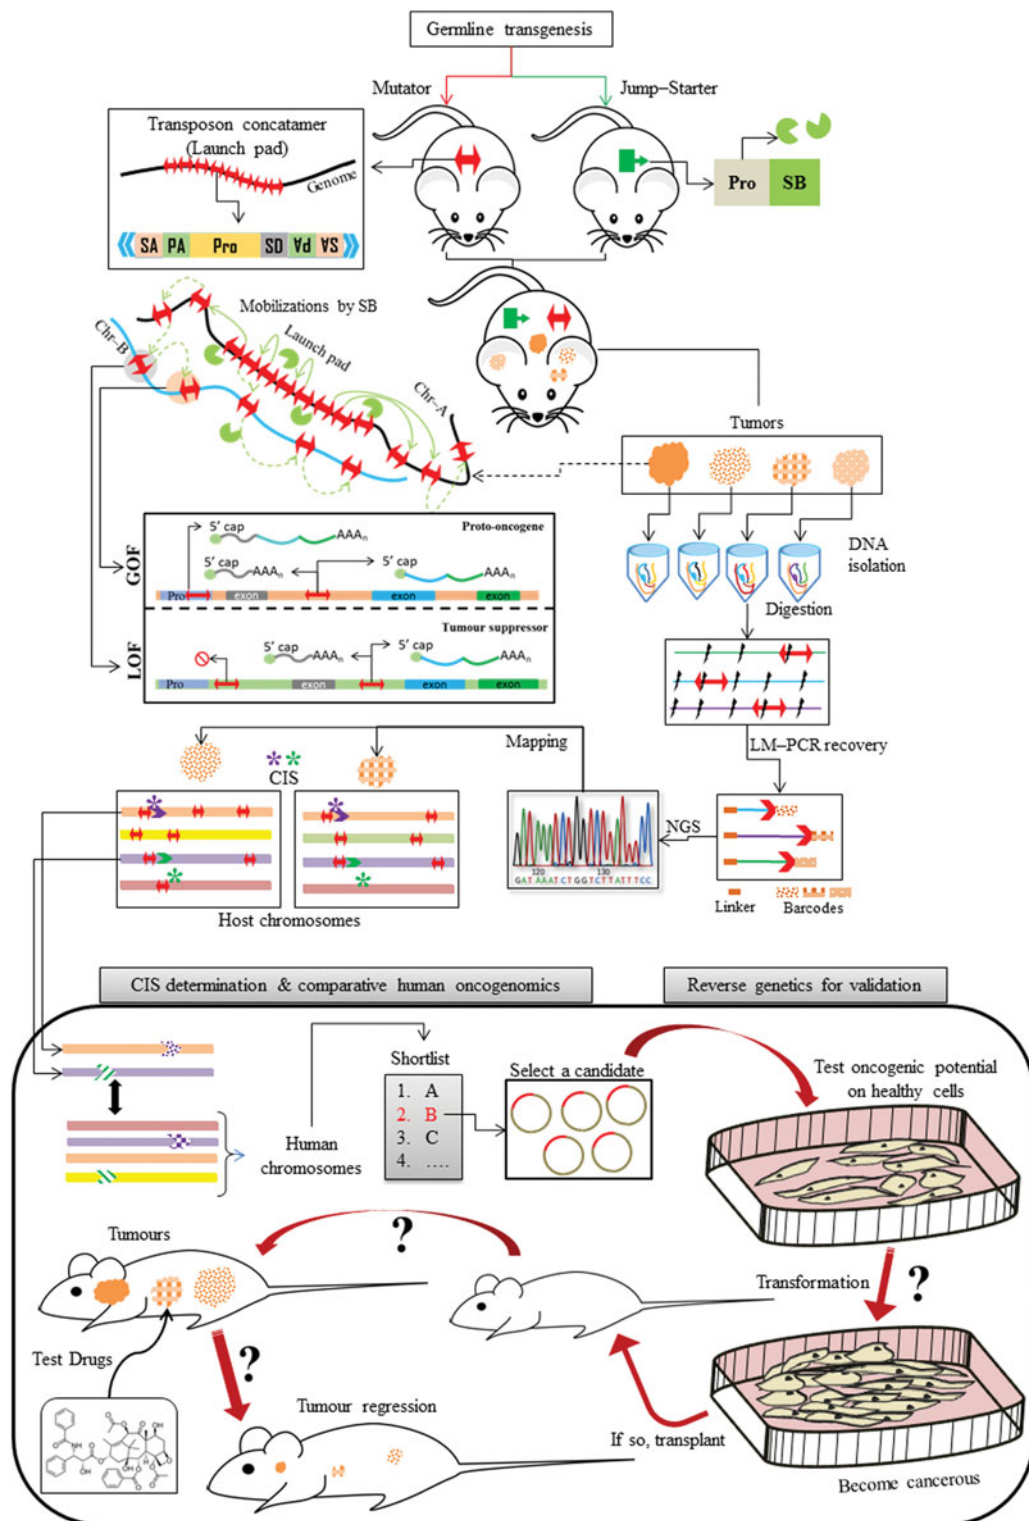 Germline transgenesis
Mutator
Jump–Starter
Transposon concatamer
(Launch pad)
Genome
SA PA Pro SD PA SA
Pro SB
Mobilizations by SB
Launch pad
Chr–B
Chr–A
Tumors
DNA
isolation
Digestion
LM–PCR recovery
GOF
Proto-oncogene
5' cap AAAn
5' cap AAAn 5' cap AAAn
Pro exon exon exon
LOF
Tumour suppressor
5' cap AAAn 5' cap AAAn
Pro exon exon exon
Mapping
** CIS
* *
* *
Host chromosomes
NGS
120 130
GATAAATCTGGTCTTATTTCC
Linker Barcodes
CIS determination & comparative human oncogenomics
Reverse genetics for validation
Human
chromosomes
Shortlist
1. A
2. B
3. C
4. ....
Select a candidate
Test oncogenic potential
on healthy cells
Transformation
?
Become cancerous
If so, transplant
?
Tumours
Test Drugs
?
Tumour regression